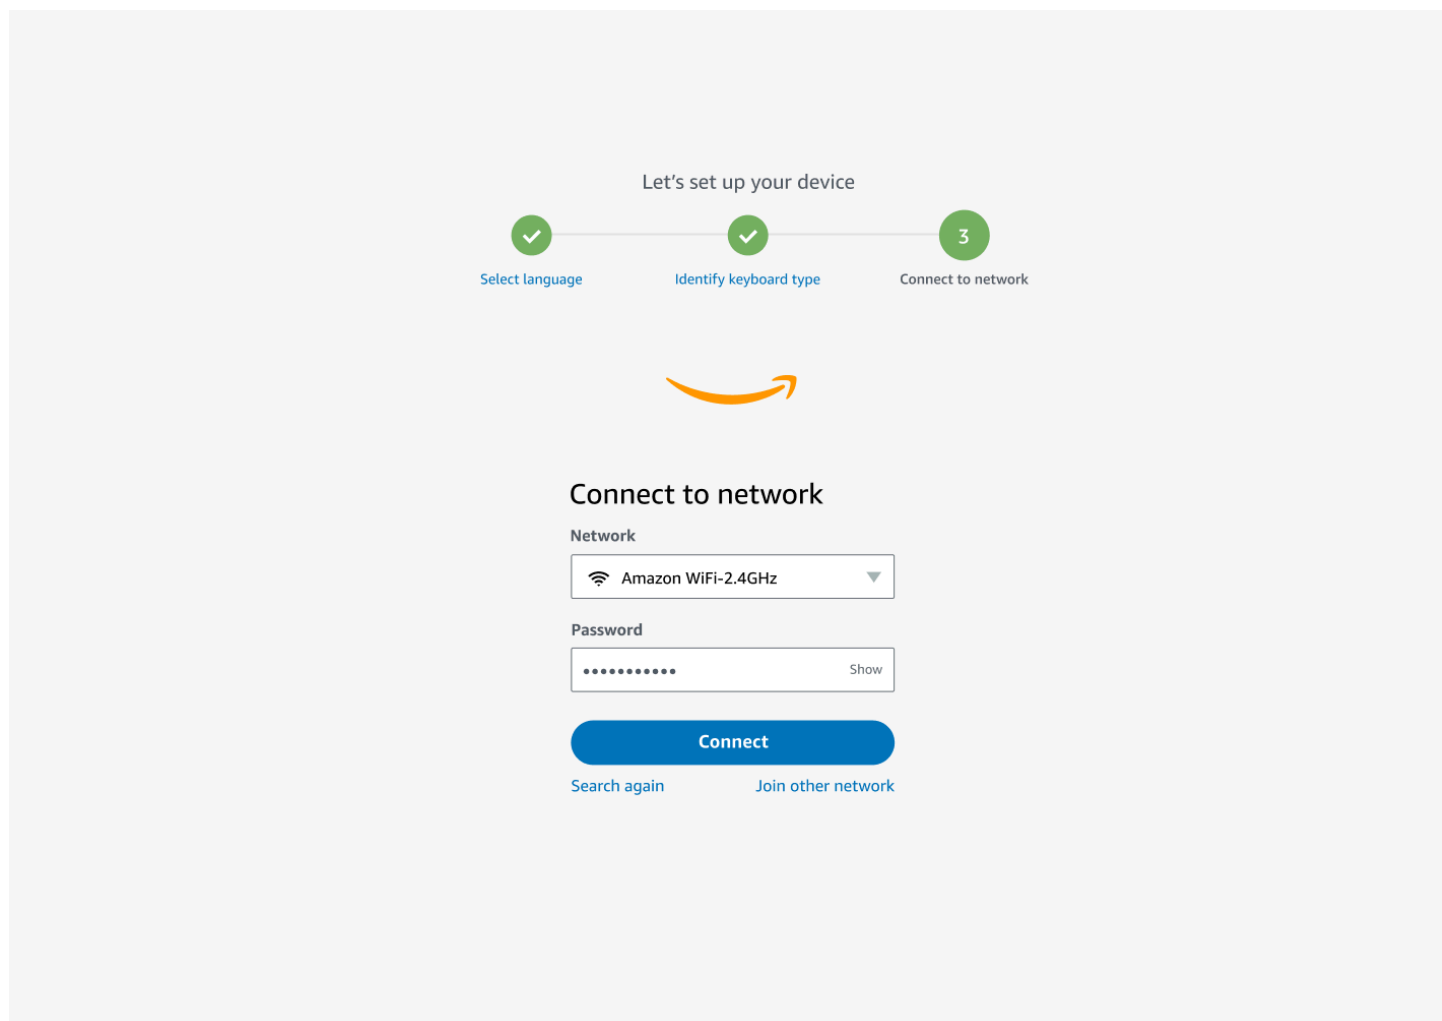 Let’s set up your device
3
Select language Identify keyboard type Connect to network
Connect to network
Network
Amazon WiFi-2.4GHz
Password
••••••••••• Show
Connect
Search again Join other network